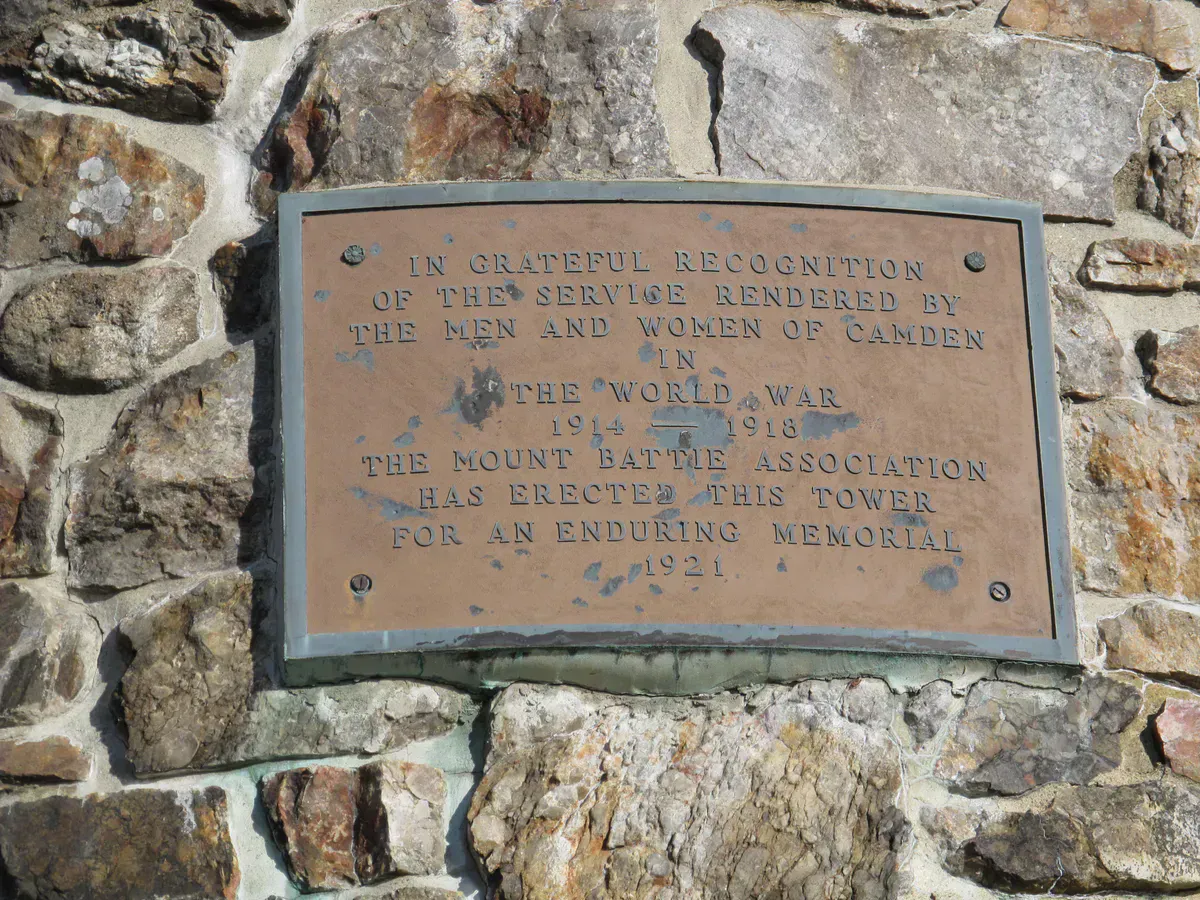 IN GRATEFUL RECOGNITION
OF THE SERVICE RENDERED BY
THE MEN AND WOMEN OF CAMDEN
IN
THE WORLD WAR
1914 — 1918
THE MOUNT BATTIE ASSOCIATION
HAS ERECTED THIS TOWER
FOR AN ENDURING MEMORIAL
1921